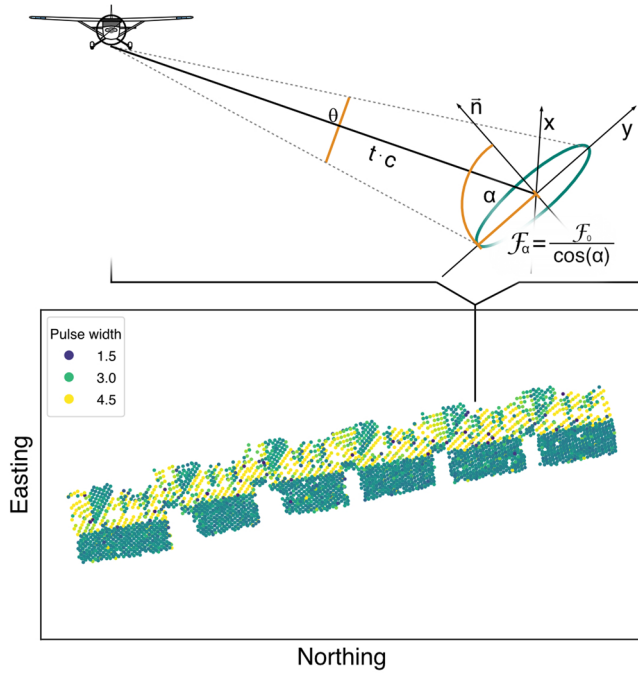 θ
t·c
n⃗
x
y
α
ℱα = ℱ₀ / cos(α)
Pulse width
1.5
3.0
4.5
Easting
Northing